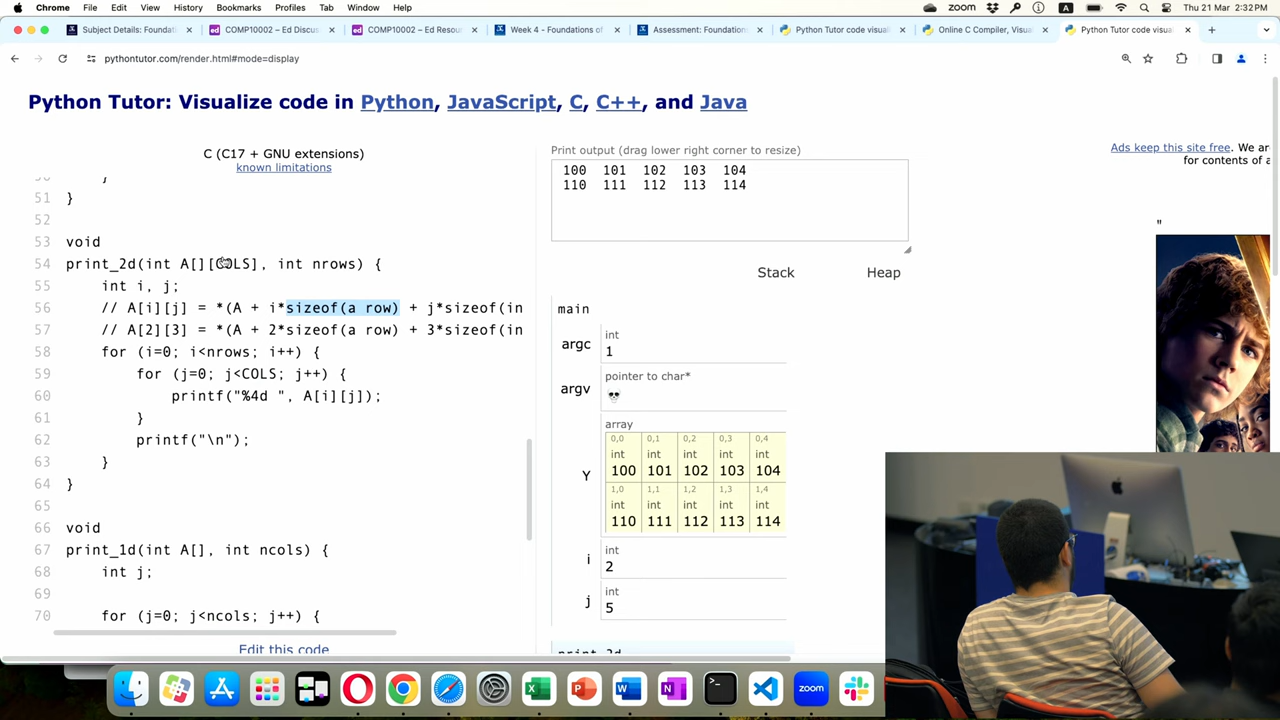 Chrome File Edit View History Bookmarks Profiles Tab Window Help zoom A Thu 21 Mar 2:32 PM
Subject Details: Foundati Ed COMP10002 – Ed Discus Ed COMP10002 – Ed Resour Week 4 - Foundations of Assessment: Foundations Python Tutor code visual Online C Compiler, Visua Python Tutor code visua
pythontutor.com/render.html#mode=display
Python Tutor: Visualize code in Python, JavaScript, C, C++, and Java
C (C17 + GNU extensions)
known limitations
50 }
51 }
52
53 void
54 print_2d(int A[][COLS], int nrows) {
55 int i, j;
56 // A[i][j] = *(A + i*sizeof(a row) + j*sizeof(in
57 // A[2][3] = *(A + 2*sizeof(a row) + 3*sizeof(in
58 for (i=0; i<nrows; i++) {
59 for (j=0; j<COLS; j++) {
60 printf("%4d ", A[i][j]);
61 }
62 printf("\n");
63 }
64 }
65
66 void
67 print_1d(int A[], int ncols) {
68 int j;
69
70 for (j=0; j<ncols; j++) {
Edit this code
Print output (drag lower right corner to resize)
100 101 102 103 104
110 111 112 113 114
Stack Heap
main
argc
int
1
argv
pointer to char*
Y
array
0,0 0,1 0,2 0,3 0,4
int int int int int
100 101 102 103 104
1,0 1,1 1,2 1,3 1,4
int int int int int
110 111 112 113 114
i
int
2
j
int
5
print_2d
Ads keep this site free. We ar
for contents of a
"
zoom